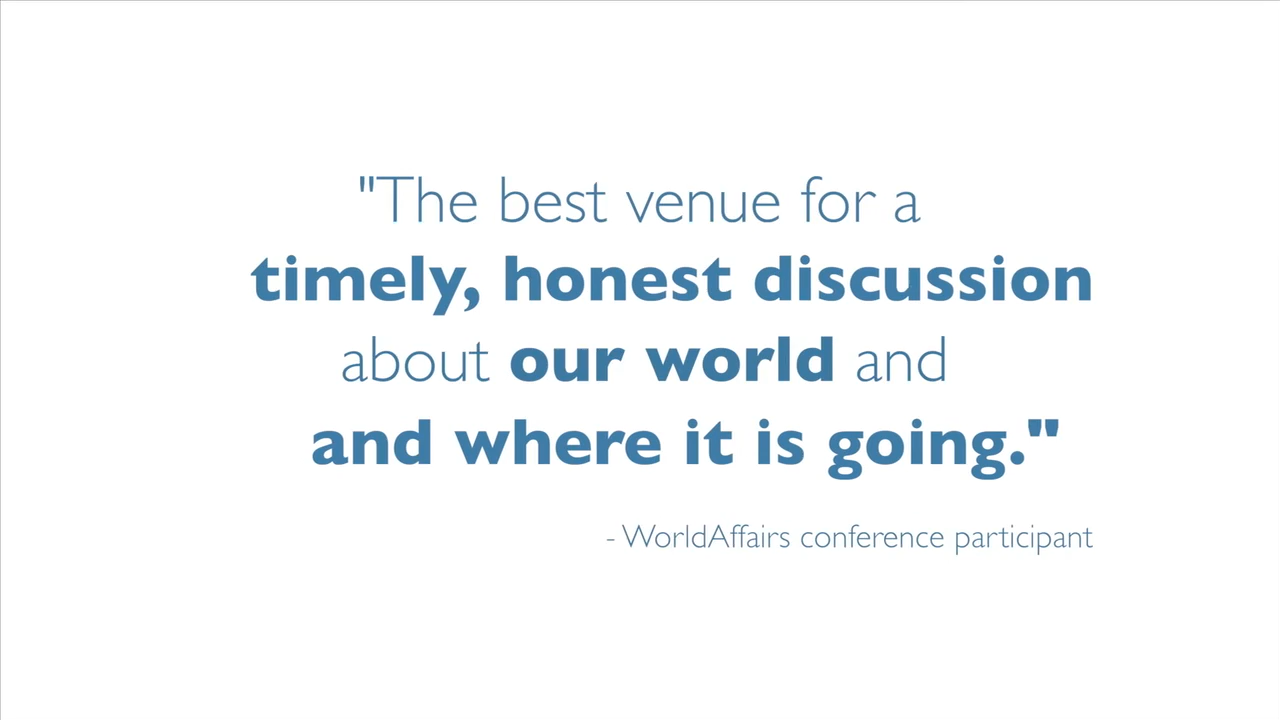 "The best venue for a
timely, honest discussion
about our world and
and where it is going."
- WorldAffairs conference participant